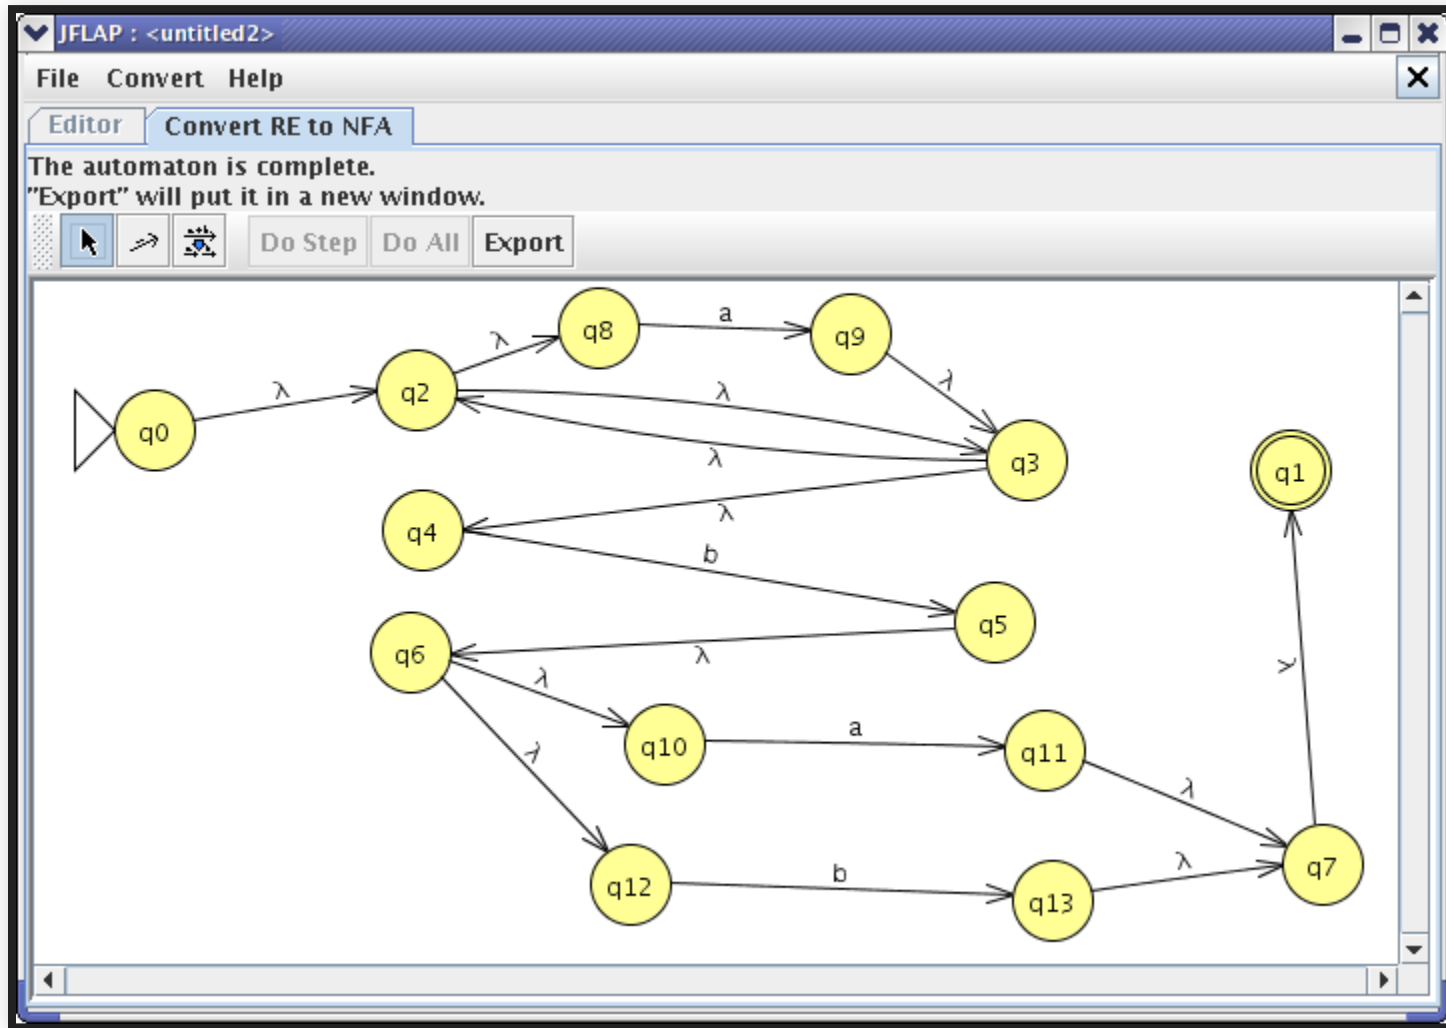 JFLAP : <untitled2>
File Convert Help
Editor Convert RE to NFA
The automaton is complete.
"Export" will put it in a new window.
Do Step Do All Export
q8 a q9
λ
q2 λ λ
λ
q0
λ
q3
q1
λ
q4
b
q5
q6 λ
λ
λ
q10 a q11
λ
λ
q12 b q13 λ q7
λ